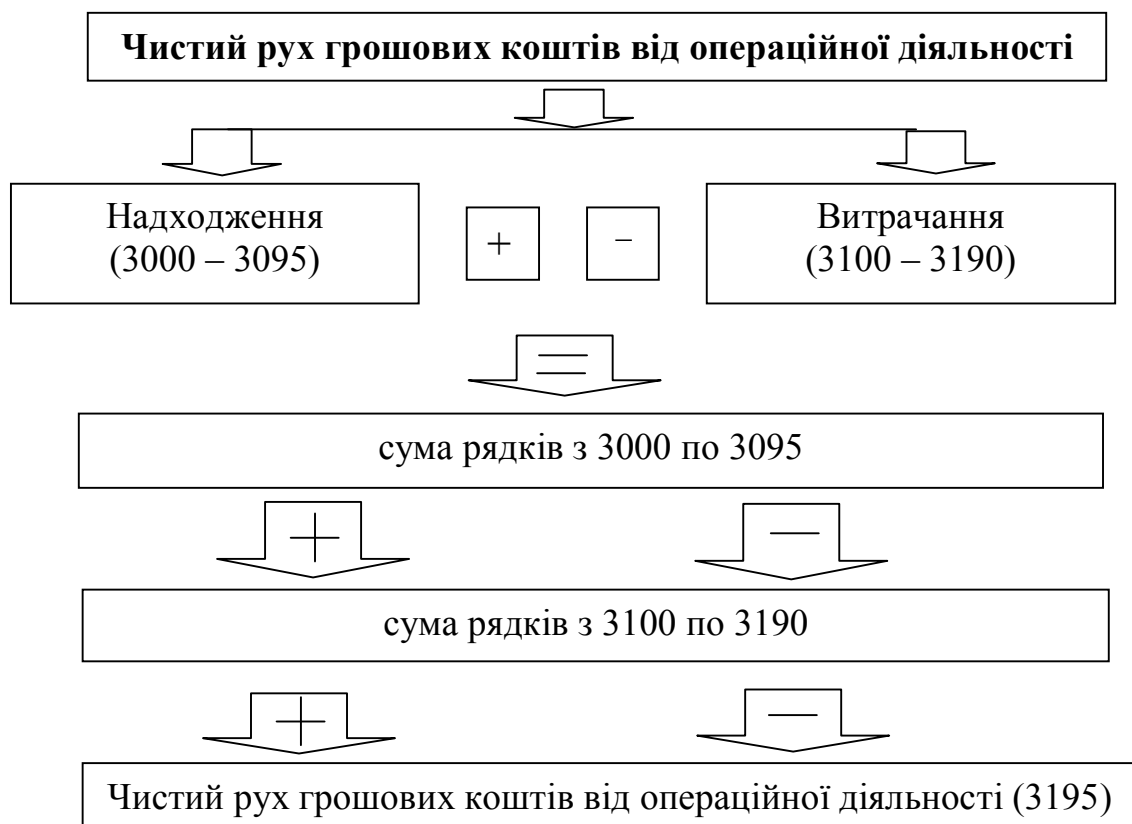 Чистий рух грошових коштів від операційної діяльності
Надходження
(3000 – 3095)
+
−
Витрачання
(3100 – 3190)
=
сума рядків з 3000 по 3095
+
—
сума рядків з 3100 по 3190
+
—
Чистий рух грошових коштів від операційної діяльності (3195)